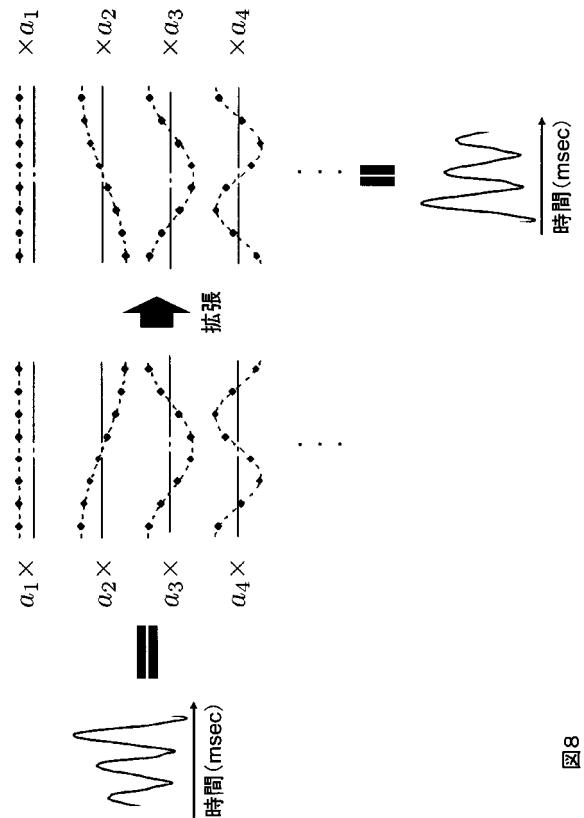 時間(msec)
a₁×
a₂×
a₃×
a₄×
拡張
×a₁
×a₂
×a₃
×a₄
時間(msec)
図8